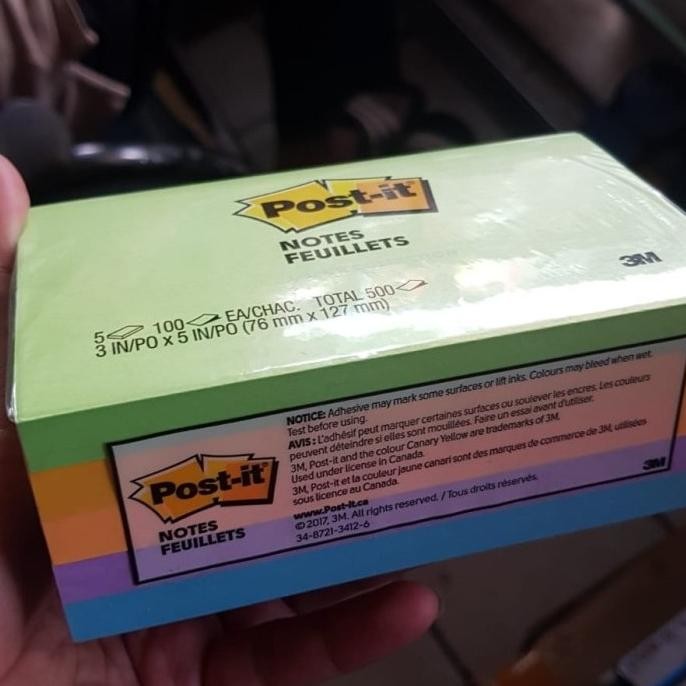 Post-it
NOTES
FEUILLETS
3M
5 100 EA/CHAC. TOTAL 500
3 IN/PO x 5 IN/PO (76 mm x 127 mm)
Post-it
NOTES
FEUILLETS
NOTICE: Adhesive may mark some surfaces or lift inks. Colours may bleed when wet.
Test before using.
AVIS : L'adhésif peut marquer certaines surfaces ou soulever les encres. Les couleurs
peuvent déteindre si elles sont mouillées. Faire un essai avant d'utiliser.
3M, Post-it and the colour Canary Yellow are trademarks of 3M.
Used under license in Canada.
3M, Post-it et la couleur jaune canari sont des marques de commerce de 3M, utilisées
sous licence au Canada.
www.Post-it.ca
© 2017, 3M. All rights reserved. / Tous droits réservés.
34-8721-3412-6
3M